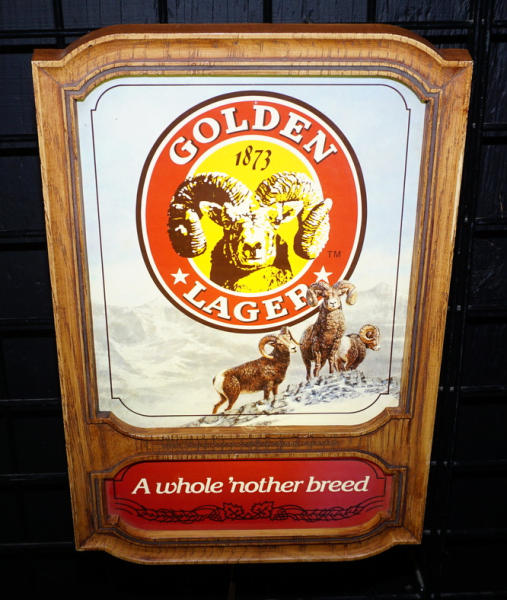 GOLDEN
1873
TM
LAGER
A whole 'nother breed